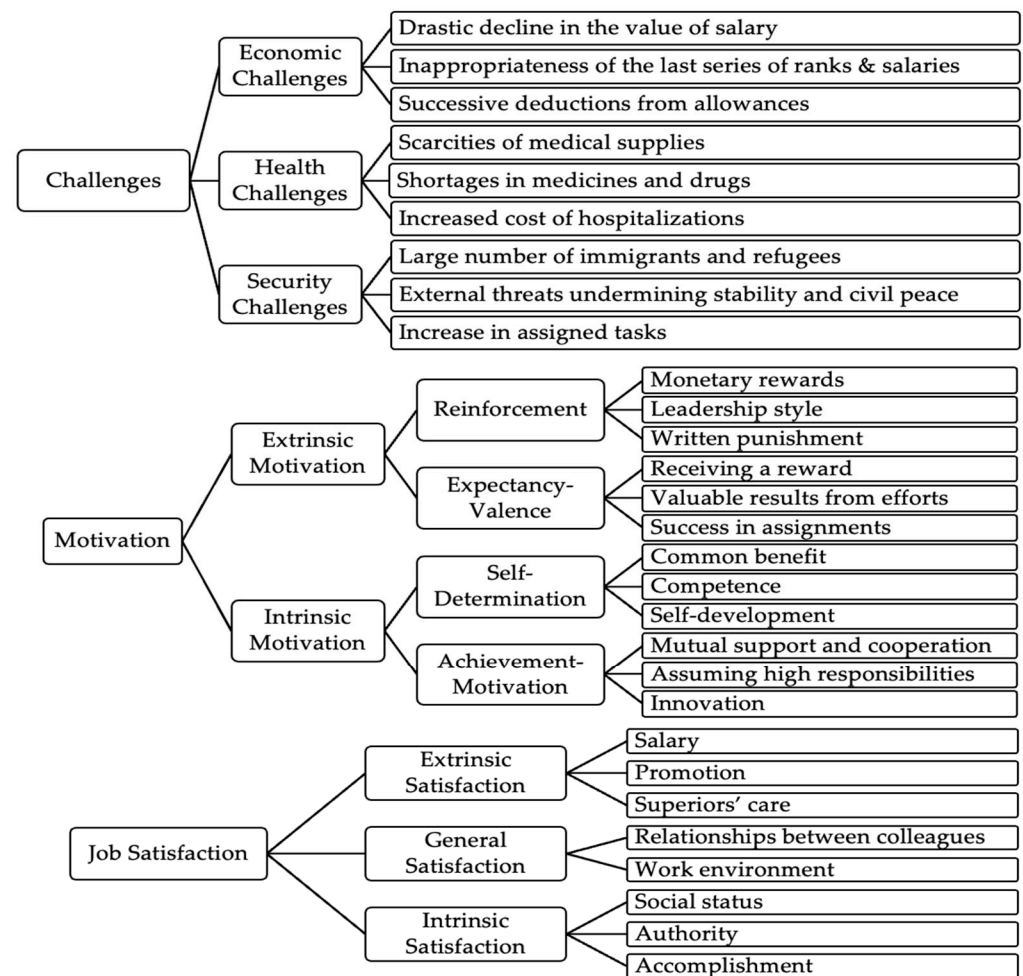 Challenges
Economic
Challenges
Drastic decline in the value of salary
Inappropriateness of the last series of ranks & salaries
Successive deductions from allowances
Health
Challenges
Scarcities of medical supplies
Shortages in medicines and drugs
Increased cost of hospitalizations
Security
Challenges
Large number of immigrants and refugees
External threats undermining stability and civil peace
Increase in assigned tasks
Motivation
Extrinsic
Motivation
Reinforcement
Monetary rewards
Leadership style
Written punishment
Expectancy-
Valence
Receiving a reward
Valuable results from efforts
Success in assignments
Intrinsic
Motivation
Self-
Determination
Common benefit
Competence
Self-development
Achievement-
Motivation
Mutual support and cooperation
Assuming high responsibilities
Innovation
Job Satisfaction
Extrinsic
Satisfaction
Salary
Promotion
Superiors’ care
General
Satisfaction
Relationships between colleagues
Work environment
Intrinsic
Satisfaction
Social status
Authority
Accomplishment